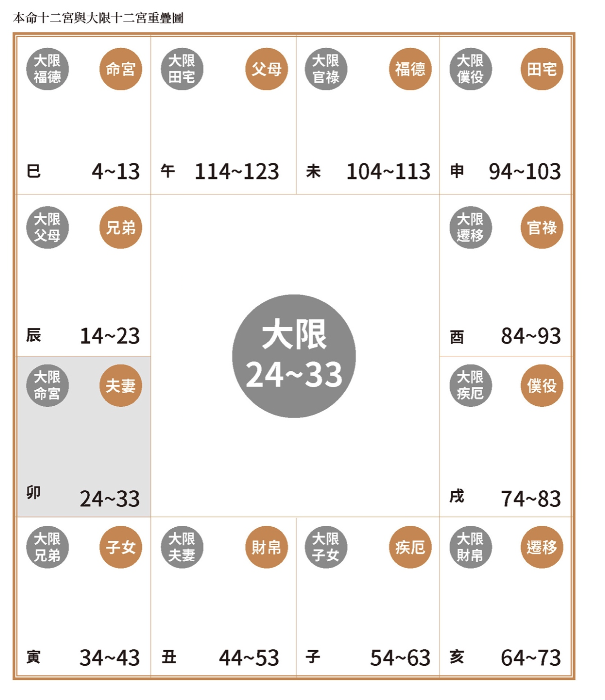 本命十二宮與大限十二宮重疊圖
大限
福德
命宮
巳
4~13
大限
田宅
父母
午
114~123
大限
官祿
福德
未
104~113
大限
僕役
田宅
申
94~103
大限
父母
兄弟
辰
14~23
大限
24~33
大限
遷移
官祿
酉
84~93
大限
命宮
夫妻
卯
24~33
大限
疾厄
僕役
戌
74~83
大限
兄弟
子女
寅
34~43
大限
夫妻
財帛
丑
44~53
大限
子女
疾厄
子
54~63
大限
財帛
遷移
亥
64~73